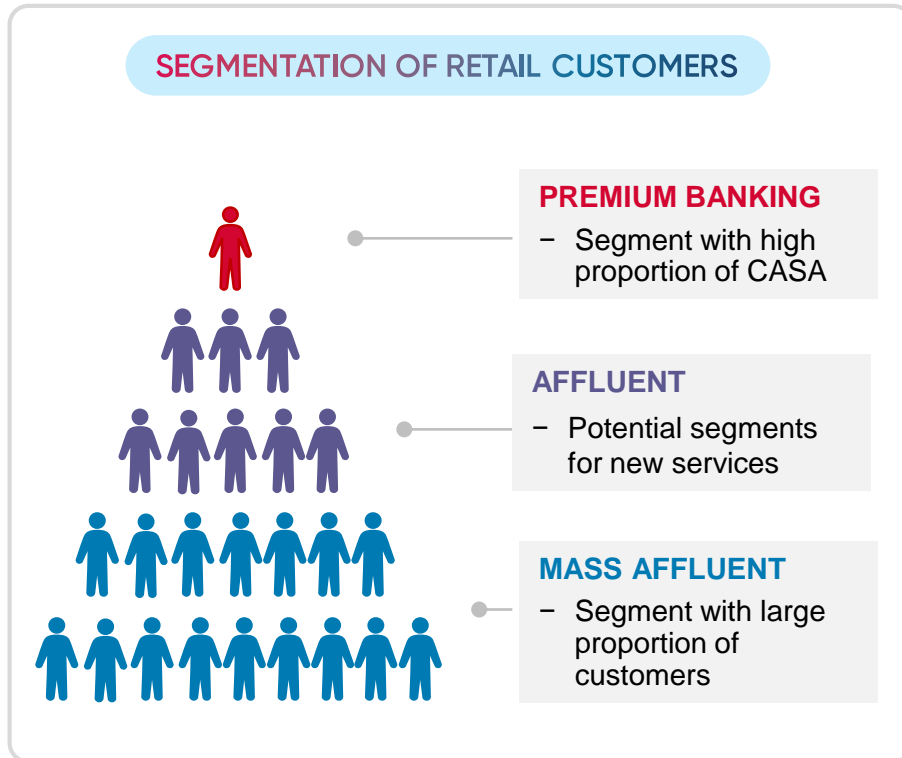 SEGMENTATION OF RETAIL CUSTOMERS
PREMIUM BANKING
− Segment with high
proportion of CASA
AFFLUENT
− Potential segments
for new services
MASS AFFLUENT
− Segment with large
proportion of
customers